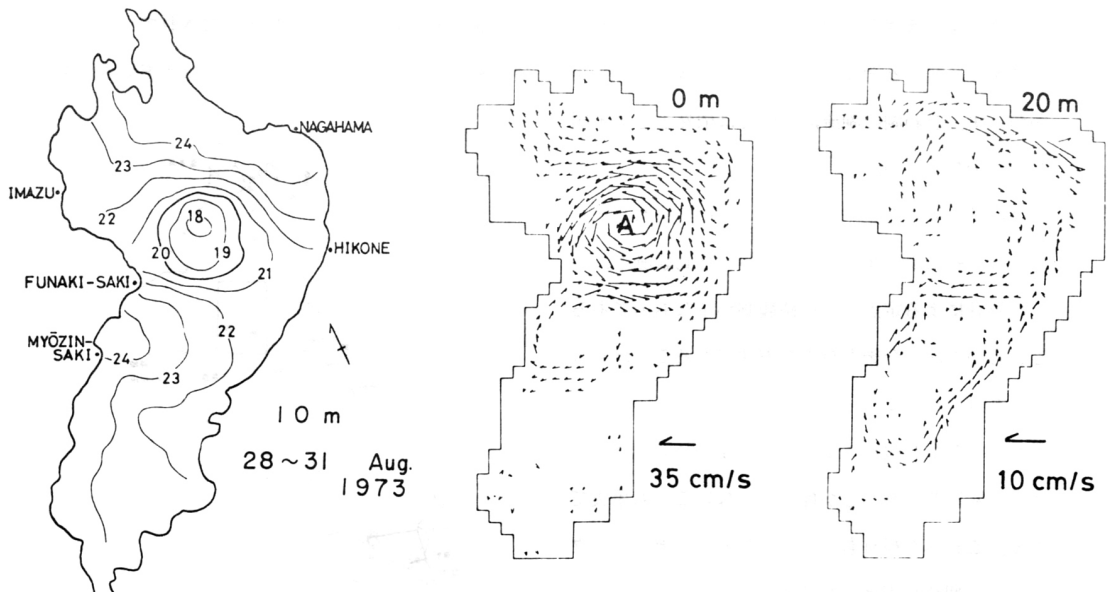 24
NAGAHAMA
23
IMAZU
22
18
20
19
HIKONE
21
FUNAKI-SAKI
22
MYŌZIN-
SAKI
24
23
10 m
28~31 Aug.
1973
0 m
A
35 cm/s
20 m
10 cm/s